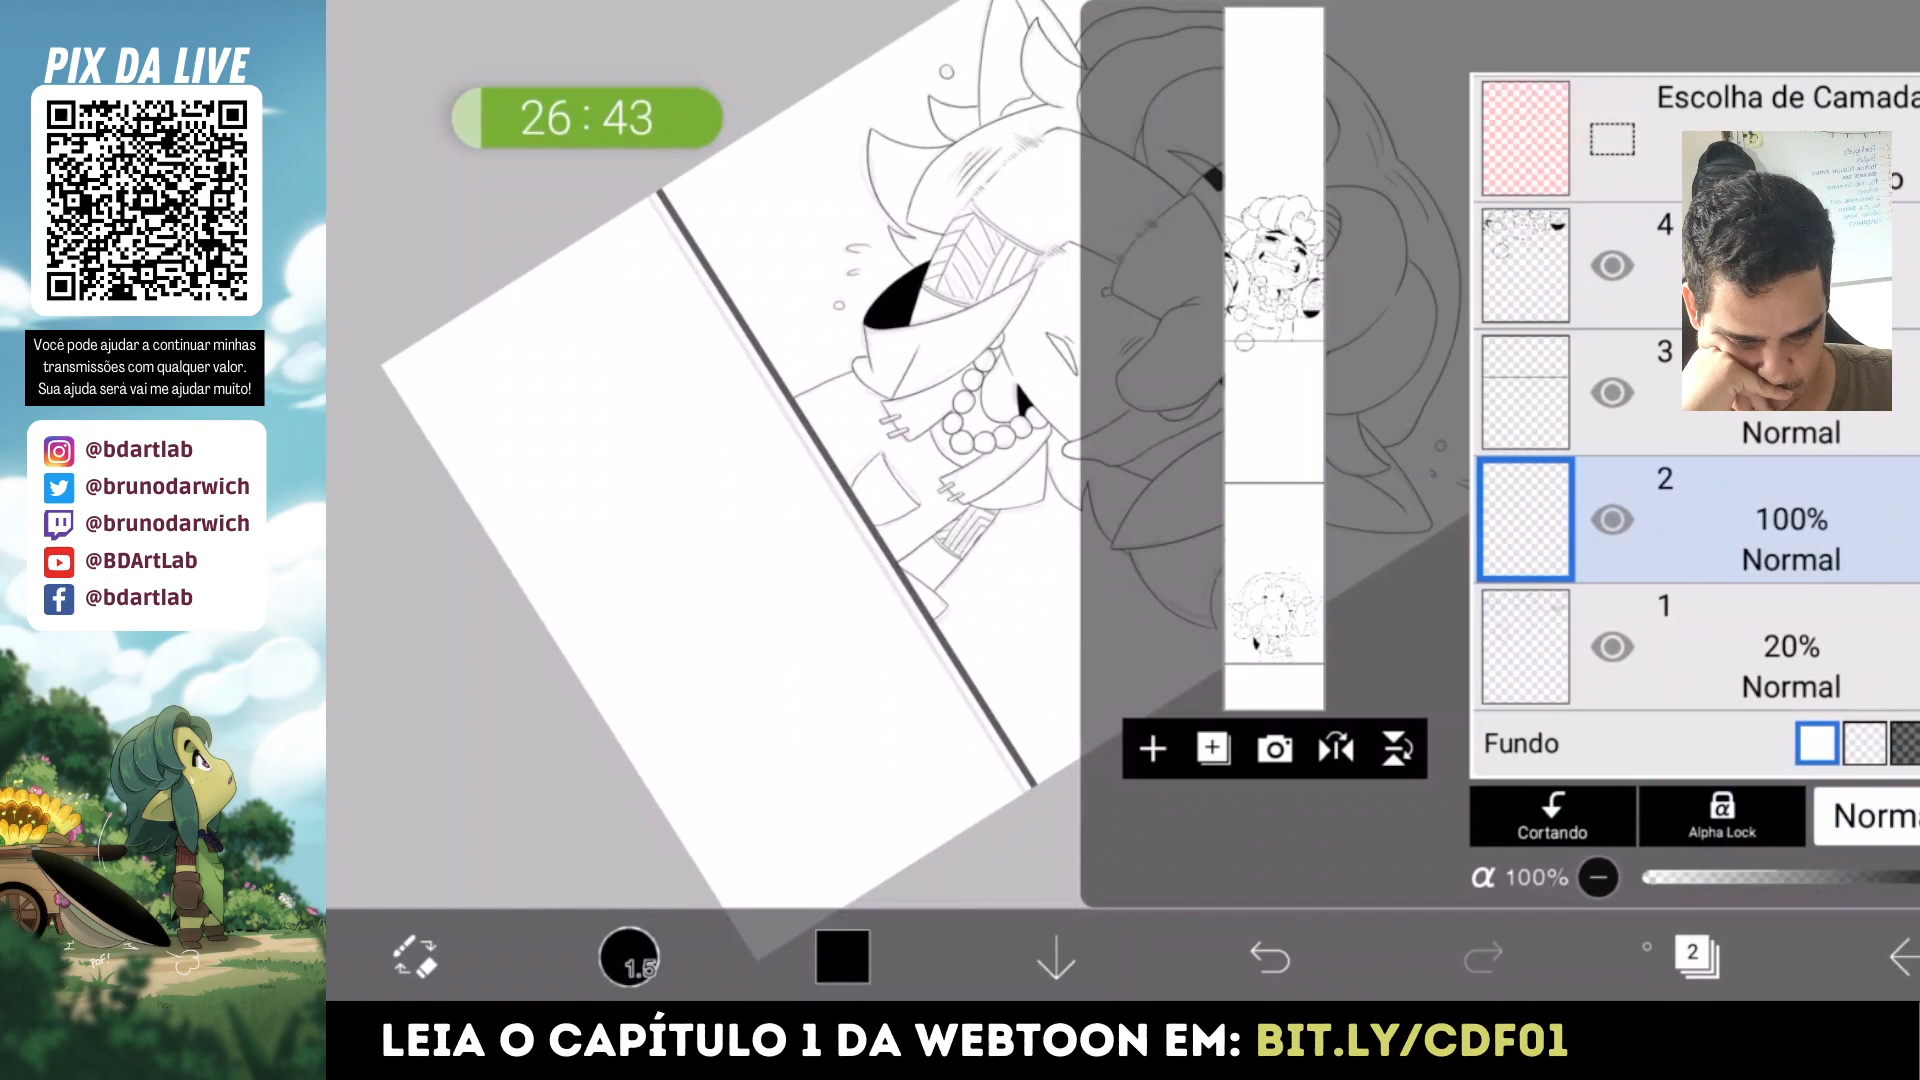 PIX DA LIVE
Você pode ajudar a continuar minhas
transmissões com qualquer valor.
Sua ajuda será vai me ajudar muito!
@bdartlab
@brunodarwich
@brunodarwich
@BDArtLab
@bdartlab
POF!
26:43
Escolha de Camada
4
3
Normal
2
100%
Normal
1
20%
Normal
Fundo
Cortando
Alpha Lock
Norma
α 100%
1.5
2
LEIA O CAPÍTULO 1 DA WEBTOON EM: BIT.LY/CDF01